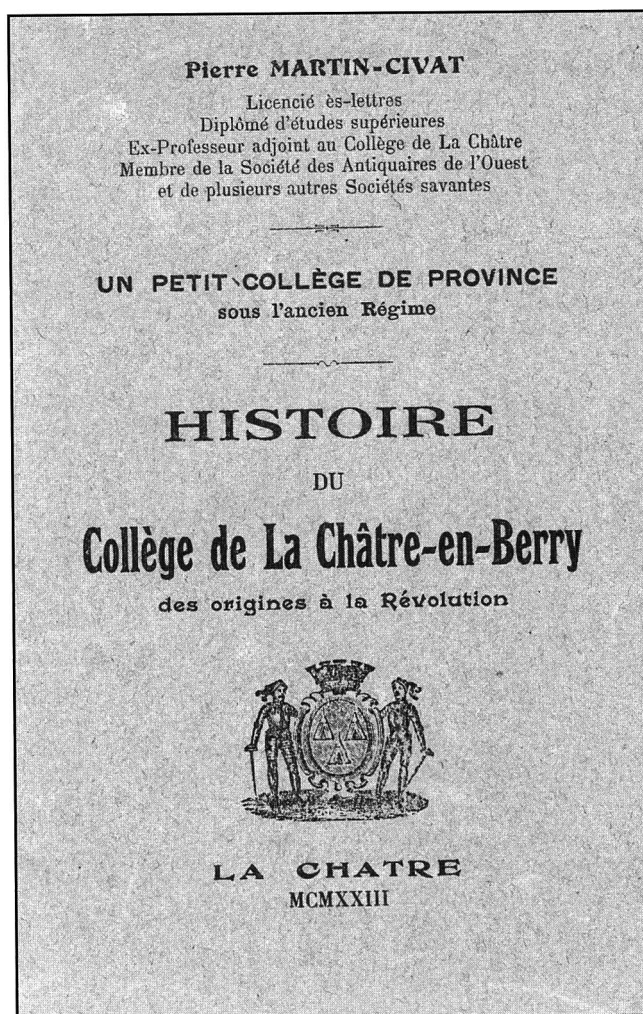 Pierre MARTIN-CIVAT
Licencié ès-lettres
Diplômé d'études supérieures
Ex-Professeur adjoint au Collège de La Châtre
Membre de la Société des Antiquaires de l'Ouest
et de plusieurs autres Sociétés savantes
UN PETIT COLLÈGE DE PROVINCE
sous l'ancien Régime
HISTOIRE
DU
Collège de La Châtre-en-Berry
des origines à la Révolution
LA CHATRE
MCMXXIII